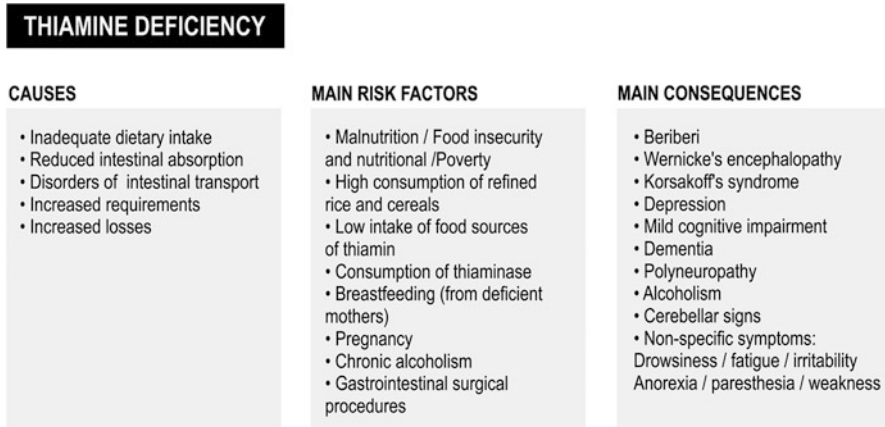 THIAMINE DEFICIENCY
CAUSES
• Inadequate dietary intake
• Reduced intestinal absorption
• Disorders of intestinal transport
• Increased requirements
• Increased losses
MAIN RISK FACTORS
• Malnutrition / Food insecurity
and nutritional /Poverty
• High consumption of refined
rice and cereals
• Low intake of food sources
of thiamin
• Consumption of thiaminase
• Breastfeeding (from deficient
mothers)
• Pregnancy
• Chronic alcoholism
• Gastrointestinal surgical
procedures
MAIN CONSEQUENCES
• Beriberi
• Wernicke's encephalopathy
• Korsakoff's syndrome
• Depression
• Mild cognitive impairment
• Dementia
• Polyneuropathy
• Alcoholism
• Cerebellar signs
• Non-specific symptoms:
Drowsiness / fatigue / irritability
Anorexia / paresthesia / weakness